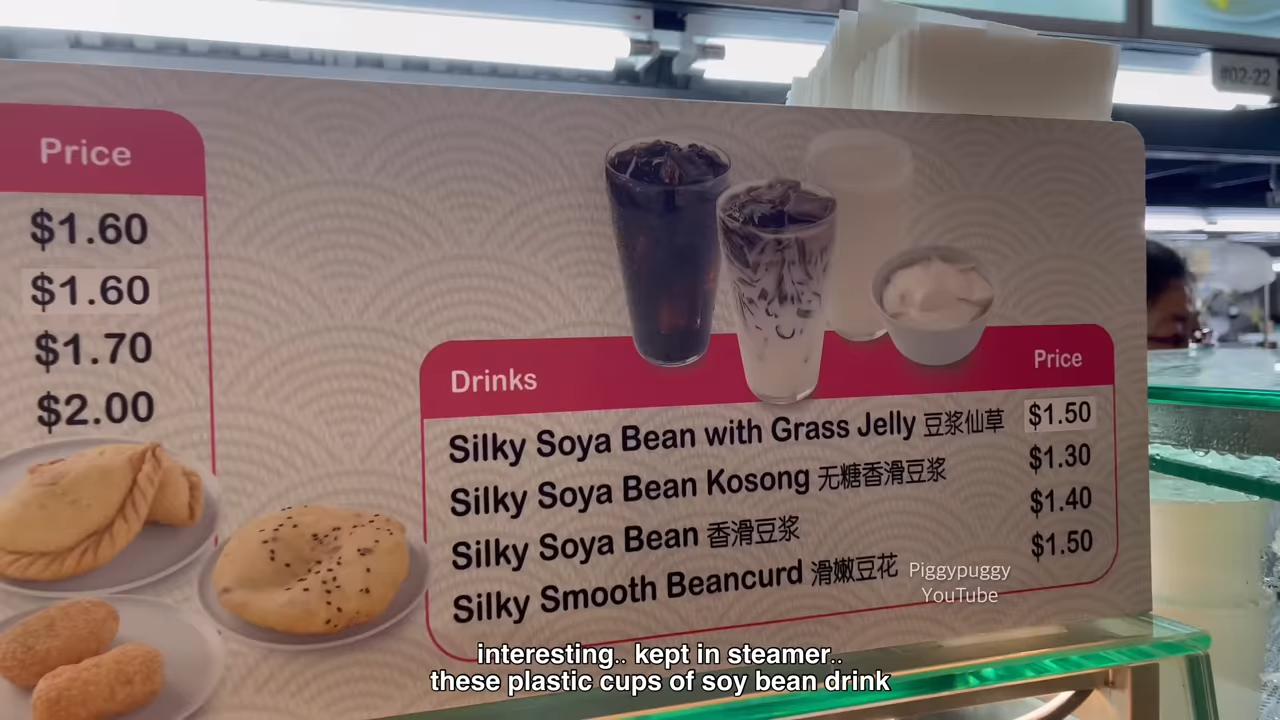 #02-22
Price
$1.60
$1.60
$1.70
$2.00
Drinks Price
Silky Soya Bean with Grass Jelly 豆浆仙草 $1.50
Silky Soya Bean Kosong 无糖香滑豆浆 $1.30
Silky Soya Bean 香滑豆浆 $1.40
Silky Smooth Beancurd 滑嫩豆花 $1.50
Piggypuggy
YouTube
interesting.. kept in steamer..
these plastic cups of soy bean drink